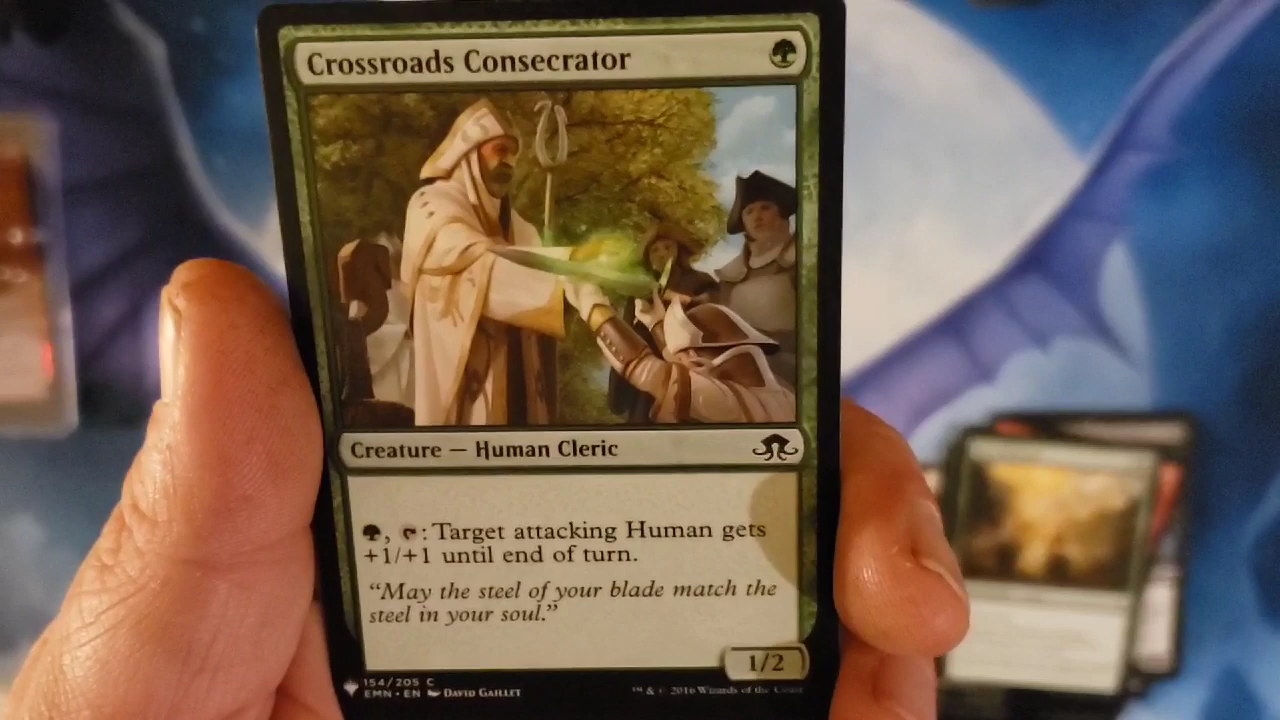 Crossroads Consecrator
Creature — Human Cleric
, : Target attacking Human gets
+1/+1 until end of turn.
“May the steel of your blade match the
steel in your soul.”
1/2
154/205 C
EMN • EN DAVID GAILLET
™ & © 2016 Wizards of the Coast